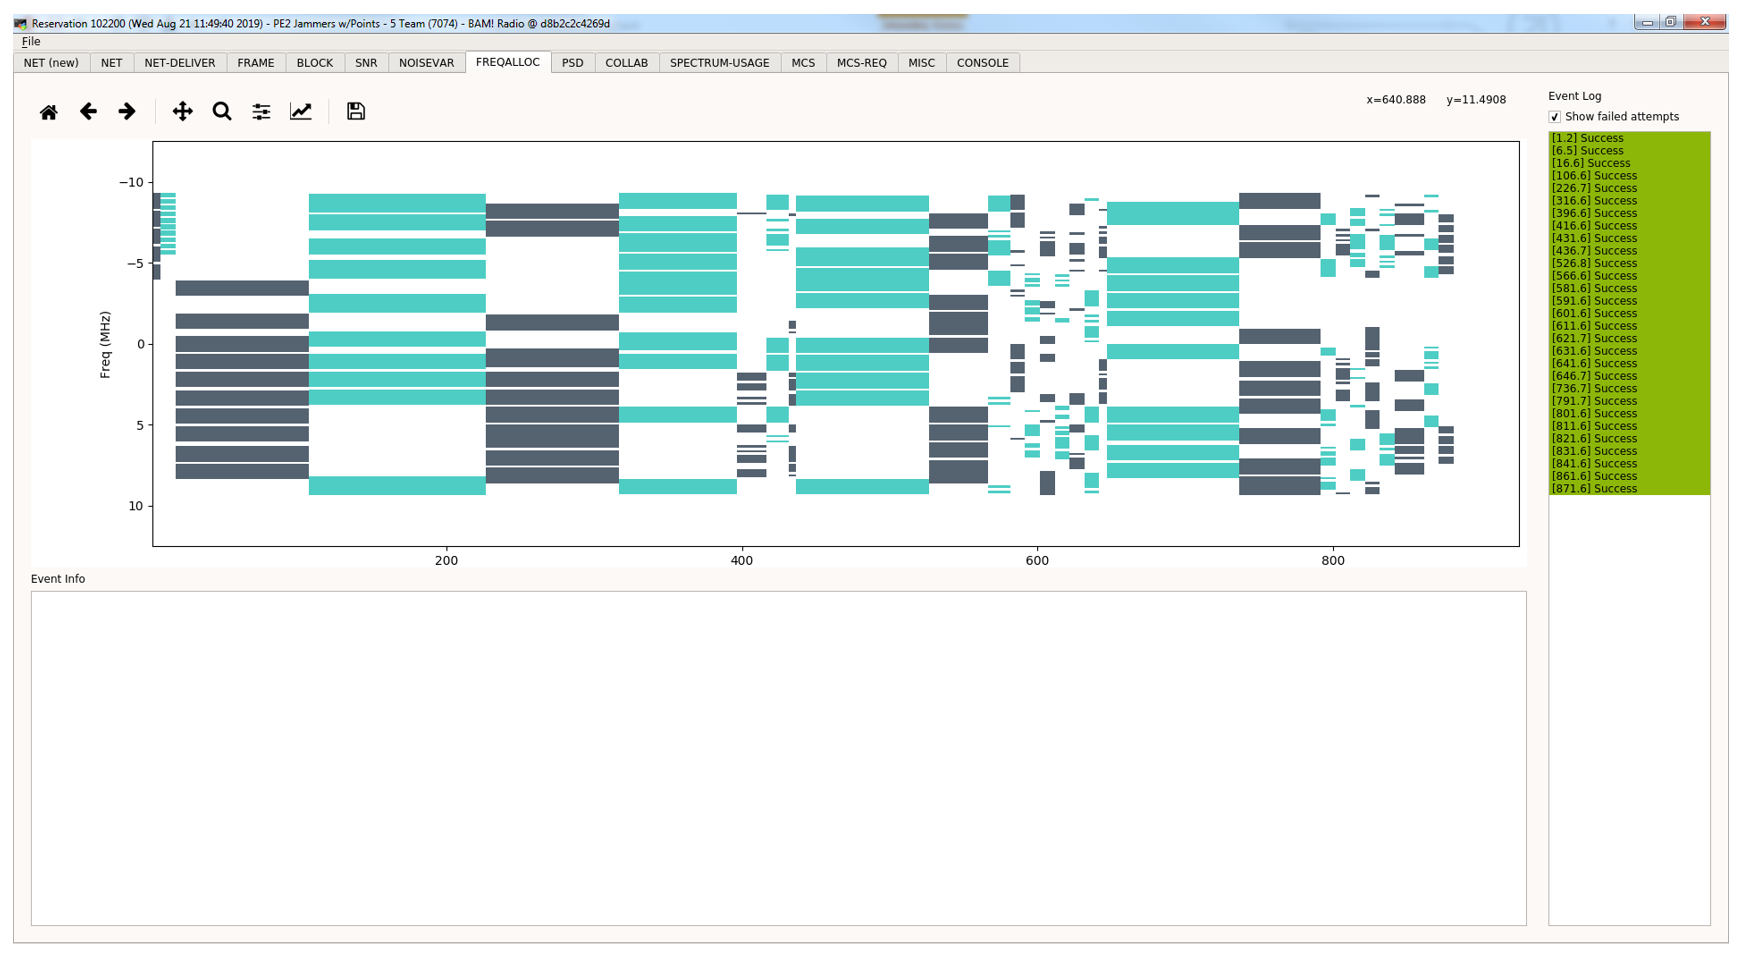 Reservation 102200 (Wed Aug 21 11:49:40 2019) - PE2 Jammers w/Points - 5 Team (7074) - BAM! Radio @ d8b2c2c4269d
File
NET (new) NET NET-DELIVER FRAME BLOCK SNR NOISEVAR FREQALLOC PSD COLLAB SPECTRUM-USAGE MCS MCS-REQ MISC CONSOLE
x=640.888 y=11.4908
−10
−5
0
5
10
Freq (MHz)
200 400 600 800
Event Info
Event Log
Show failed attempts
[1.2] Success
[6.5] Success
[16.6] Success
[106.6] Success
[226.7] Success
[316.6] Success
[396.6] Success
[416.6] Success
[431.6] Success
[436.7] Success
[526.8] Success
[566.6] Success
[581.6] Success
[591.6] Success
[601.6] Success
[611.6] Success
[621.7] Success
[631.6] Success
[641.6] Success
[646.7] Success
[736.7] Success
[791.7] Success
[801.6] Success
[811.6] Success
[821.6] Success
[831.6] Success
[841.6] Success
[861.6] Success
[871.6] Success